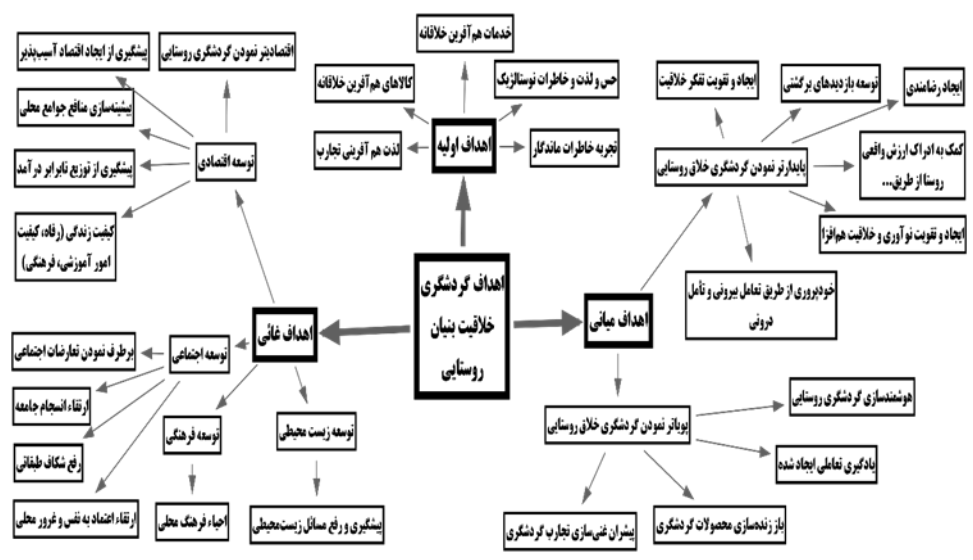 خدمات هم‌آفرین خلاقانه
کالاهای هم‌آفرین خلاقانه
حس و لذت و خاطرات نوستالژیک
اهداف اولیه
لذت هم آفرینی تجارب
تجربه خاطرات ماندگار
ایجاد و تقویت تفکر خلاقیت
توسعه بازدیدهای برگشتی
ایجاد رضامندی
پایدارتر نمودن گردشگری خلاق روستایی
کمک به ادراک ارزش واقعی
روستا از طریق...
ایجاد و تقویت نوآوری و خلاقیت هم‌افزا
خودپروری از طریق تعامل بیرونی و تأمل
درونی
اقتصادیتر نمودن گردشگری روستایی
پیشگیری از ایجاد اقتصاد آسیب‌پذیر
بیشینه‌سازی منافع جوامع محلی
توسعه اقتصادی
پیشگیری از توزیع نابرابر درآمد
کیفیت زندگی (رفاه، کیفیت
امور آموزشی، فرهنگی)
اهداف گردشگری
خلاقیت بنیان
روستایی
اهداف میانی
اهداف غائی
توسعه اجتماعی
برطرف نمودن تعارضات اجتماعی
ارتقاء انسجام جامعه
رفع شکاف طبقاتی
ارتقاء اعتماد به نفس و غرور محلی
توسعه فرهنگی
احیاء فرهنگ محلی
توسعه زیست محیطی
پیشگیری و رفع مسائل زیست‌محیطی
پویاتر نمودن گردشگری خلاق روستایی
هوشمندسازی گردشگری روستایی
یادگیری تعاملی ایجاد شده
باز زنده‌سازی محصولات گردشگری
پیشران غنی‌سازی تجارب گردشگری